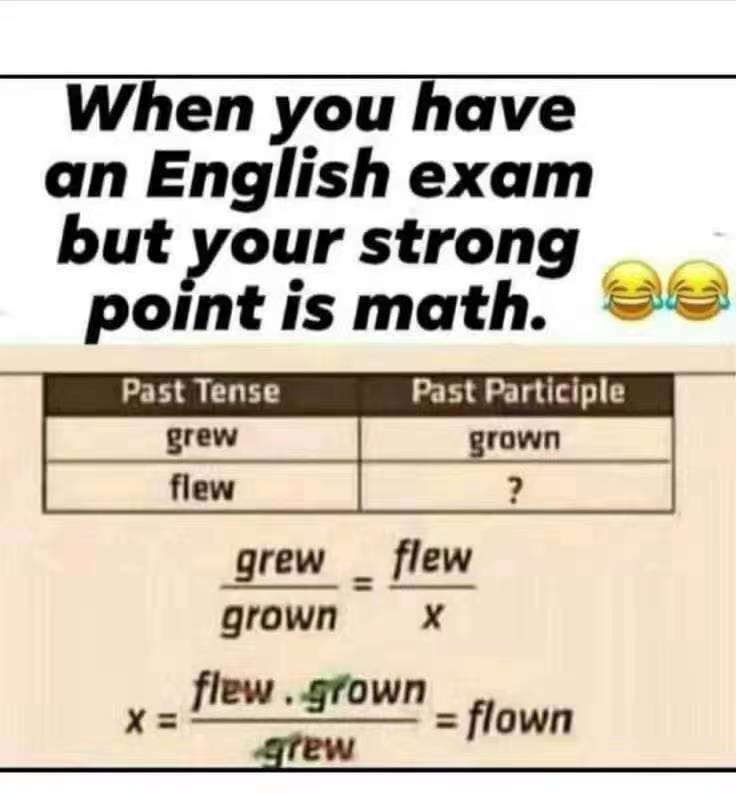 When you have
an English exam
but your strong
point is math. 😂😂
Past Tense Past Participle
grew grown
flew ?
grew / grown = flew / x
x = flew . grown / grew = flown